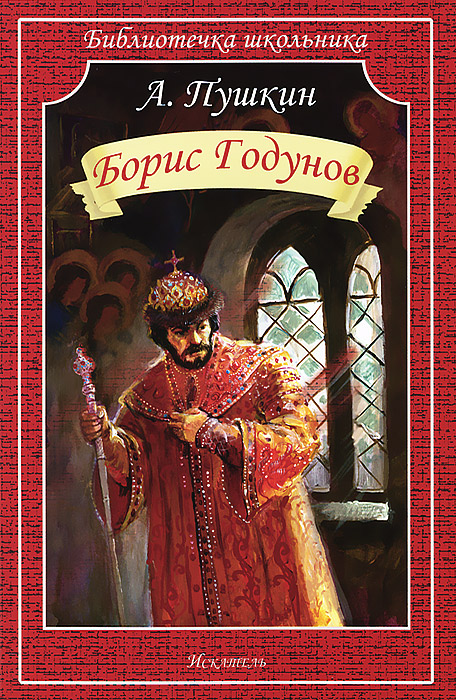 Библиотечка школьника
А. Пушкин
Борис Годунов
Искатель